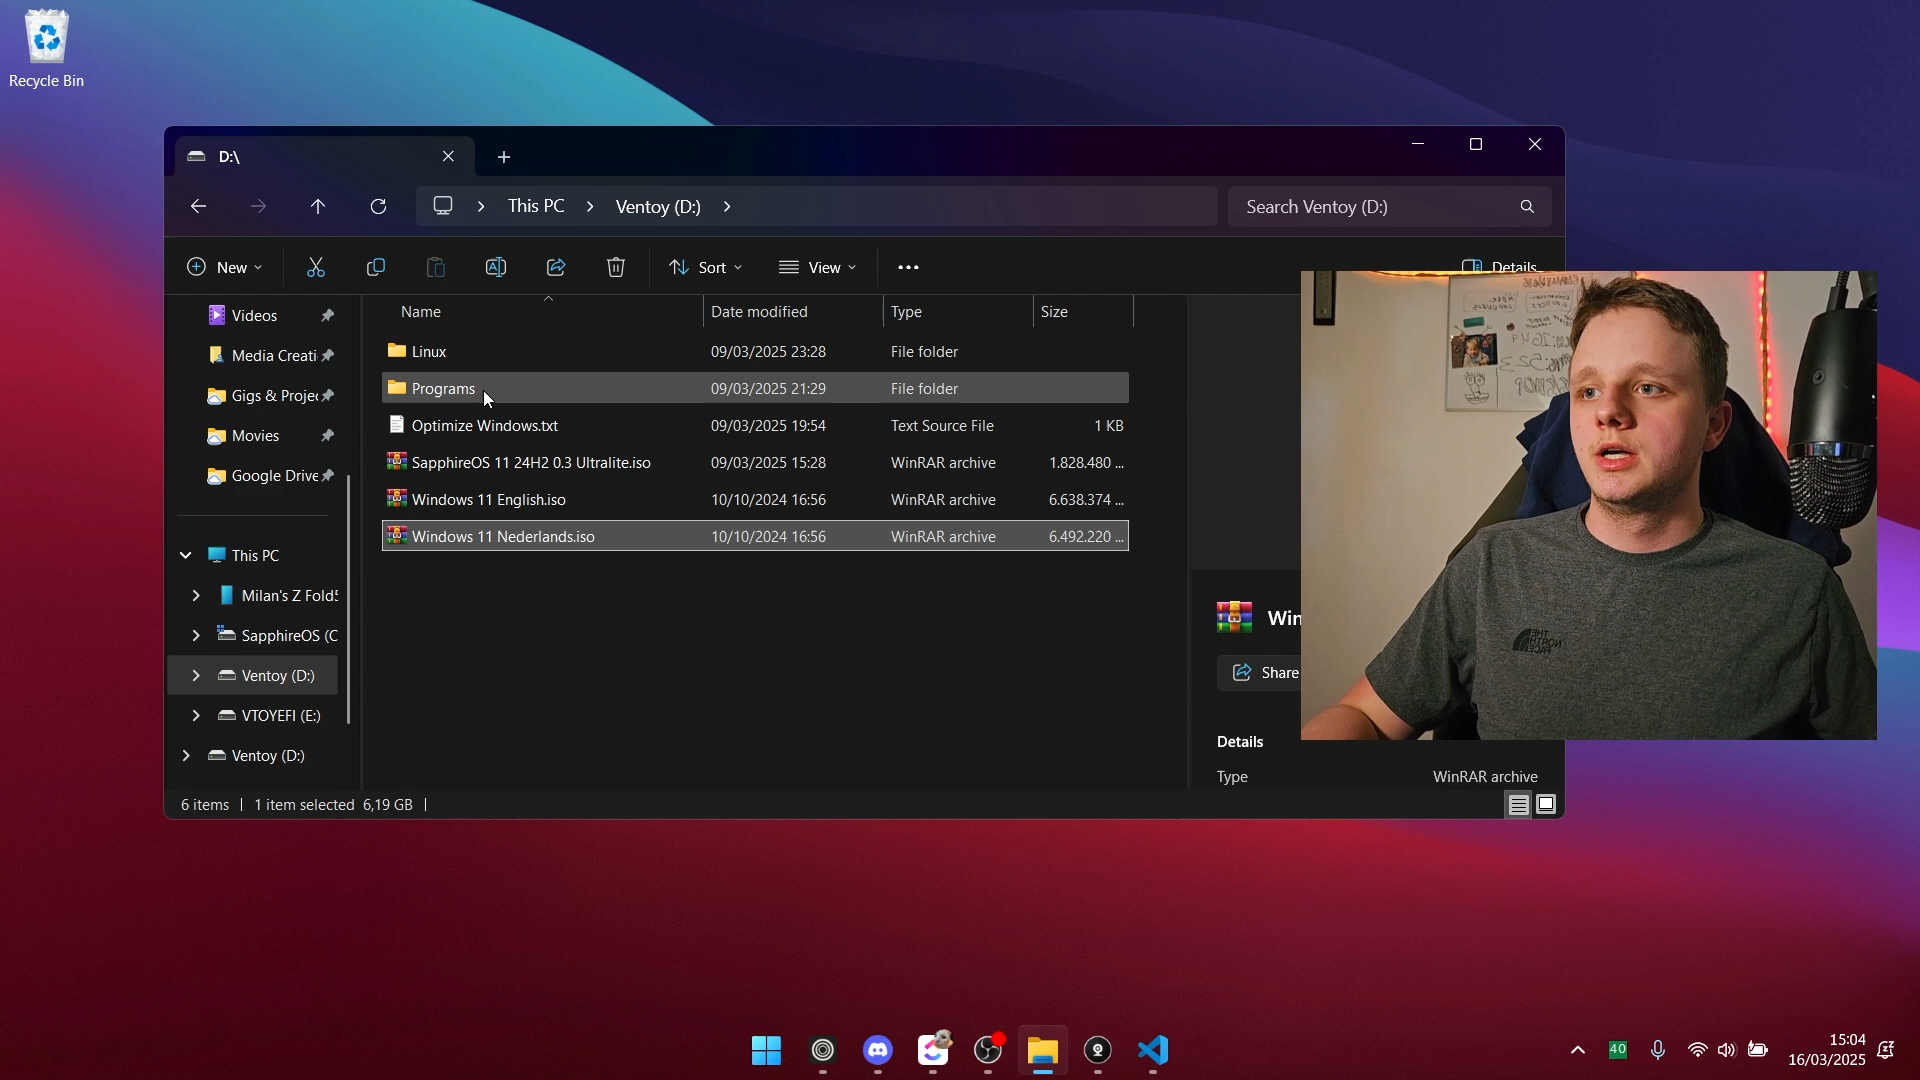 Recycle Bin
D:\
This PC
Ventoy (D:)
Search Ventoy (D:)
New
Sort
View
Details
Name
Date modified
Type
Size
Videos
Media Creati
Gigs & Projec
Movies
Google Drive
This PC
Milan's Z Fold5
SapphireOS (C
Ventoy (D:)
VTOYEFI (E:)
Ventoy (D:)
Linux 09/03/2025 23:28 File folder
Programs 09/03/2025 21:29 File folder
Optimize Windows.txt 09/03/2025 19:54 Text Source File 1 KB
SapphireOS 11 24H2 0.3 Ultralite.iso 09/03/2025 15:28 WinRAR archive 1.828.480 ...
Windows 11 English.iso 10/10/2024 16:56 WinRAR archive 6.638.374 ...
Windows 11 Nederlands.iso 10/10/2024 16:56 WinRAR archive 6.492.220 ...
Win
Share
Details
Type WinRAR archive
THE
NORTH
FACE
6 items
1 item selected 6,19 GB
40
15:04
16/03/2025